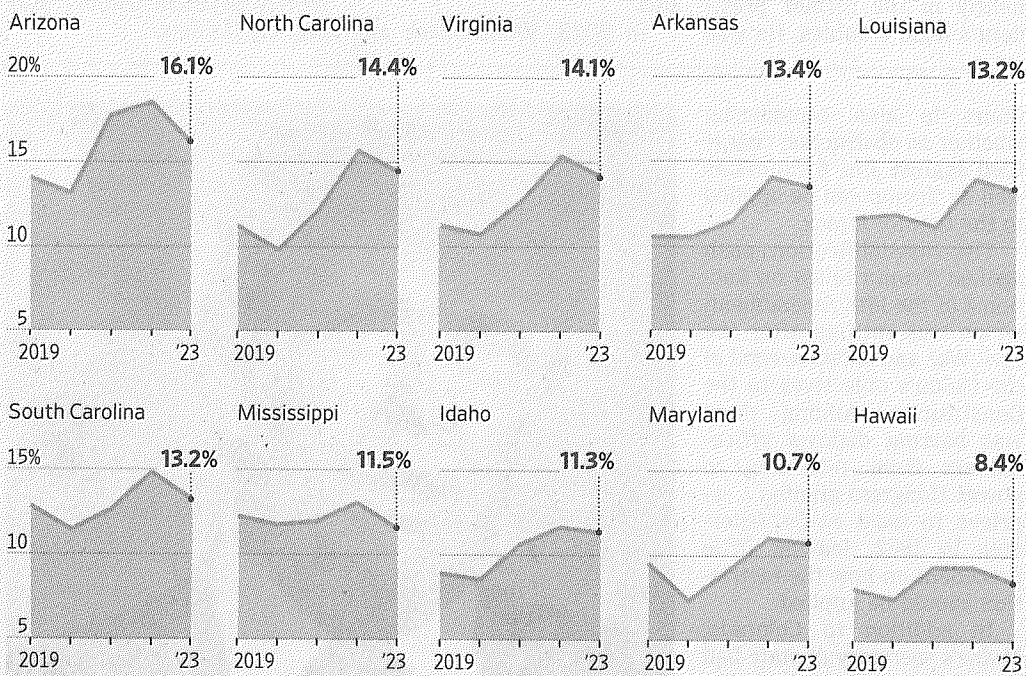 Arizona North Carolina Virginia Arkansas Louisiana
20% 16.1% 14.4% 14.1% 13.4% 13.2%
15
10
5
2019 ’23 2019 ’23 2019 ’23 2019 ’23 2019 ’23
South Carolina Mississippi Idaho Maryland Hawaii
15% 13.2% 11.5% 11.3% 10.7% 8.4%
10
5
2019 ’23 2019 ’23 2019 ’23 2019 ’23 2019 ’23